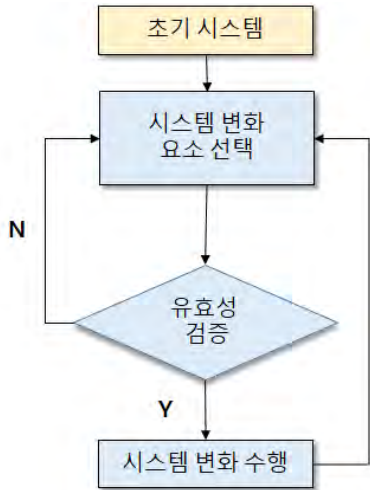 초기 시스템
시스템 변화
요소 선택
N
유효성
검증
Y
시스템 변화 수행